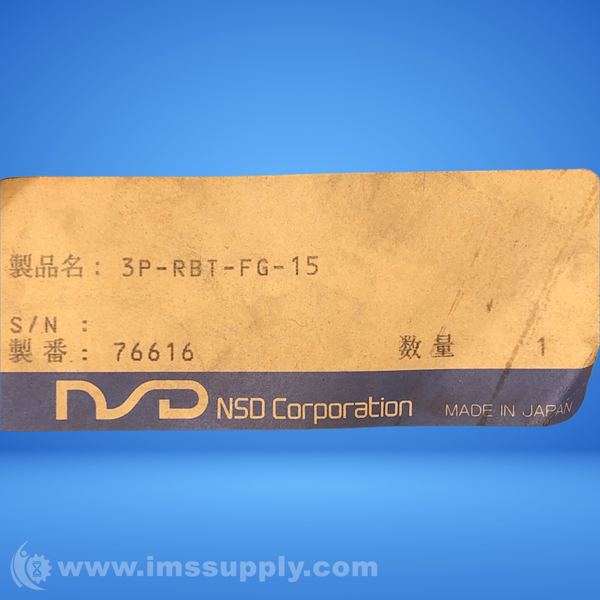 製品名: 3P-RBT-FG-15
S/N :
製番: 76616 数量 1
NSD NSD Corporation MADE IN JAPAN
www.imssupply.com